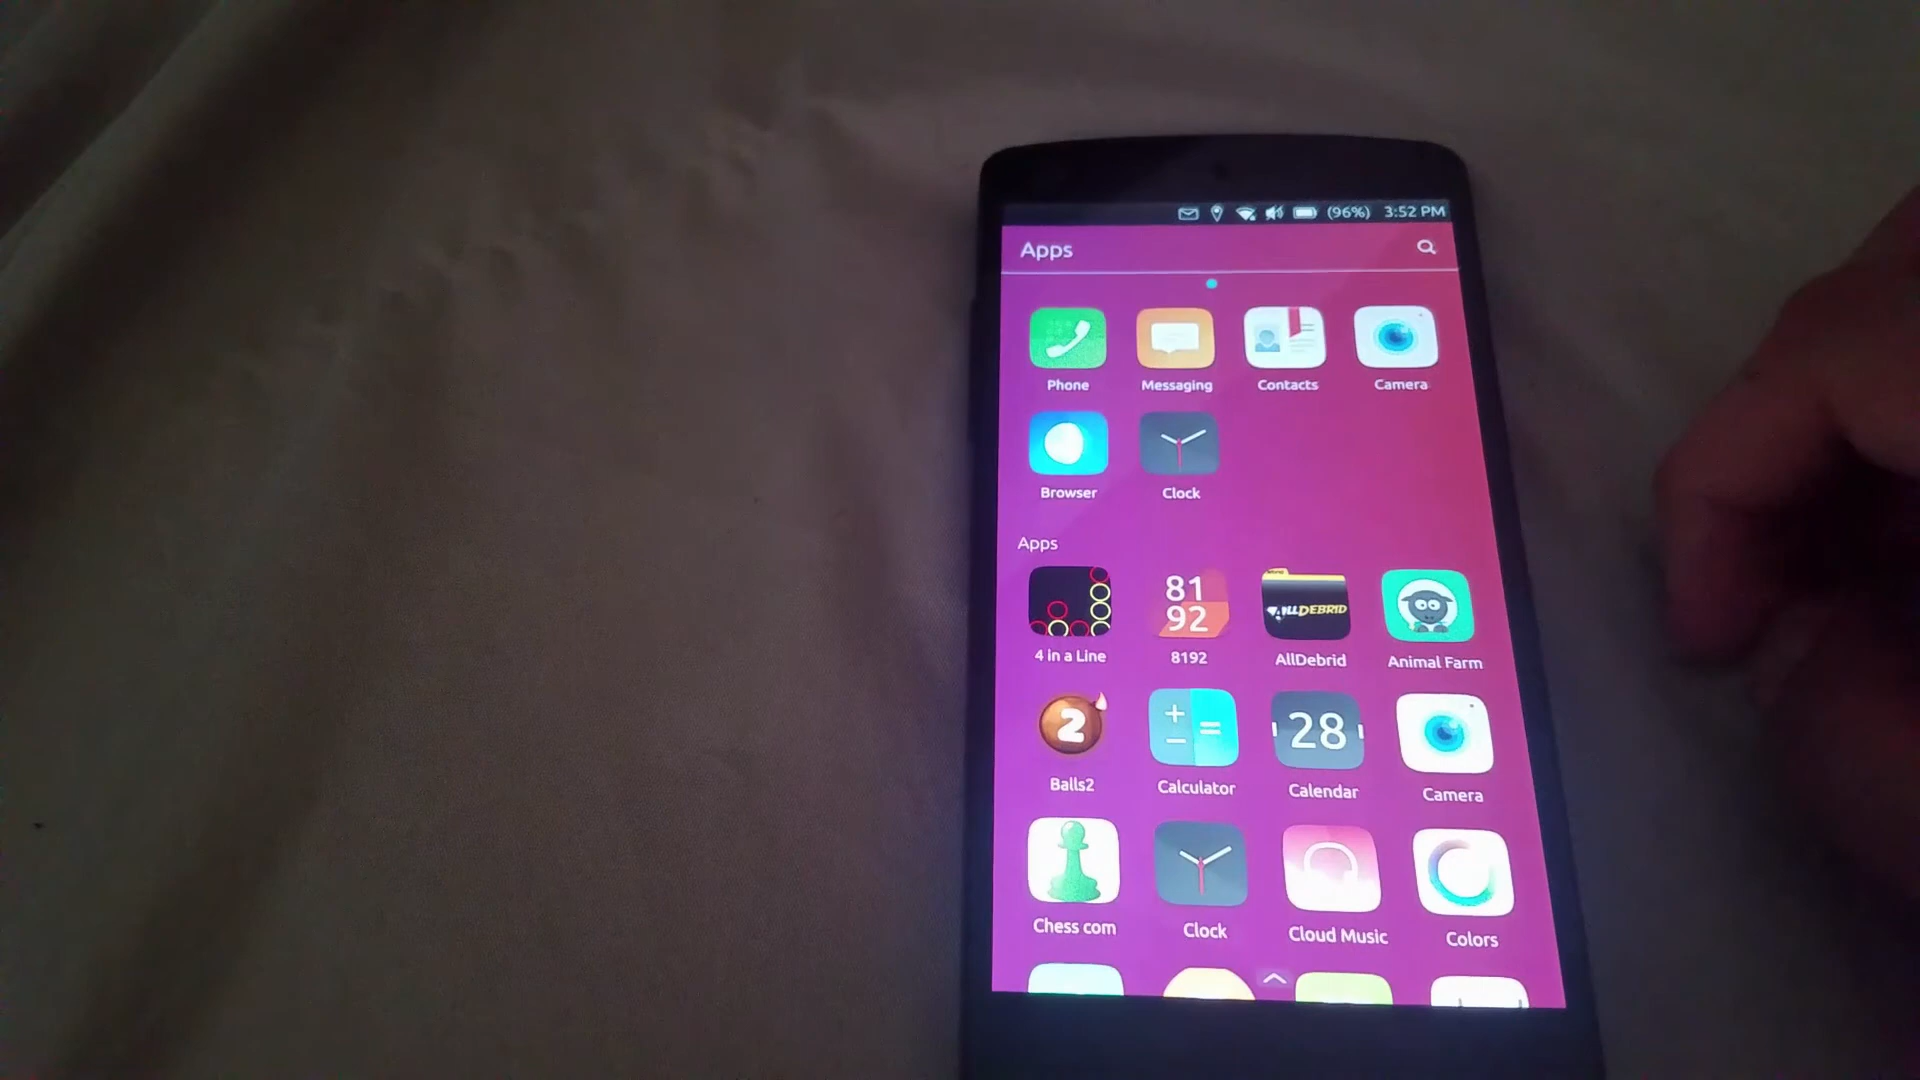 (96%) 3:52 PM
Apps
Phone Messaging Contacts Camera
Browser Clock
Apps
81
92
ALLDEBRID
4 in a Line 8192 AllDebrid Animal Farm
2
28
Balls2 Calculator Calendar Camera
Chess com Clock Cloud Music Colors